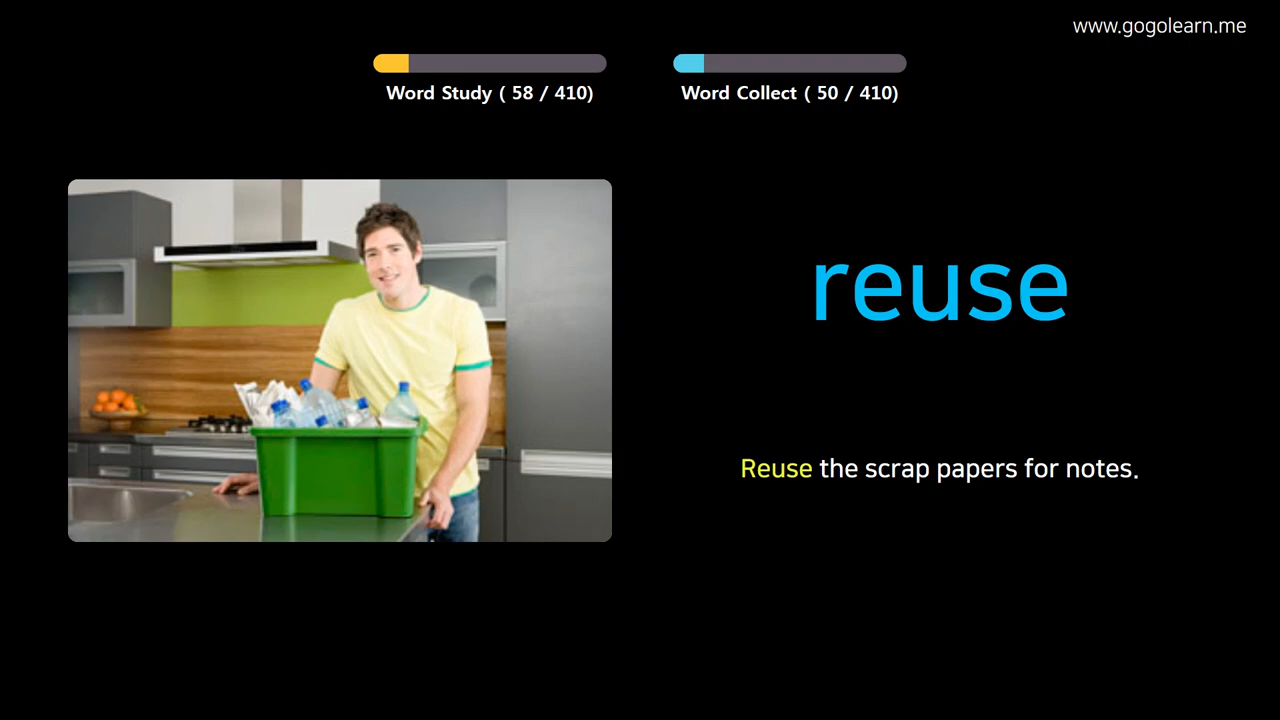 www.gogolearn.me
Word Study ( 58 / 410)
Word Collect ( 50 / 410)
reuse
Reuse the scrap papers for notes.